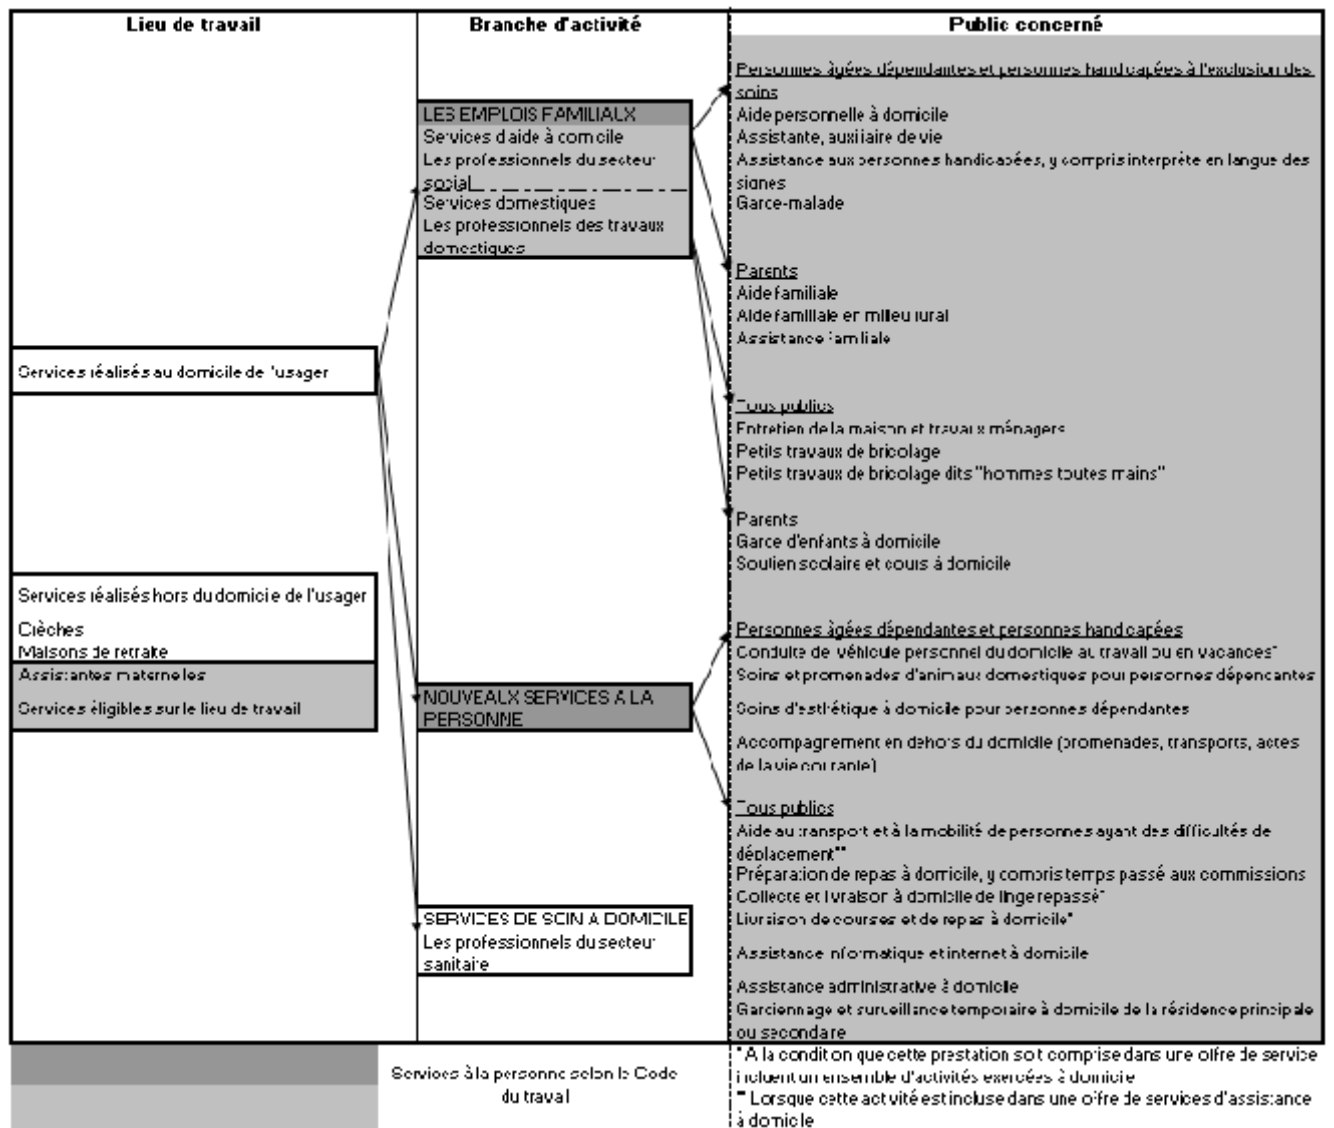 Lieu de travail
Branche d'activité
Public concerné
Services réalisés au domicile de l'usager
Services réalisés hors du domicile de l'usager
Crèches
Maisons de retraite
Assistantes maternelles
Services éligibles sur le lieu de travail
LES EMPLOIS FAMILIAUX
Services d'aide à domicile
Les professionnels du secteur
social
Services domestiques
Les professionnels des travaux
domestiques
NOUVEAUX SERVICES A LA
PERSONNE
SERVICES DE SOIN A DOMICILE
Les professionnels du secteur
sanitaire
Personnes âgées dépendantes et personnes handicapées à l'exclusion des
soins
Aide personnelle à domicile
Assistante, auxiliaire de vie
Assistance aux personnes handicapées, y compris interprète en langue des
signes
Garde-malade
Parents
Aide familiale
Aide familiale en milieu rural
Assistance familiale
Tous publics
Entretien de la maison et travaux ménagers
Petits travaux de bricolage
Petits travaux de bricolage dits "hommes toutes mains"
Parents
Garde d'enfants à domicile
Soutien scolaire et cours à domicile
Personnes âgées dépendantes et personnes handicapées
Conduite de véhicule personnel du domicile au travail ou en vacances*
Soins et promenades d'animaux domestiques pour personnes dépendantes
Soins d'esthétique à domicile pour personnes dépendantes
Accompagnement en dehors du domicile (promenades, transports, actes
de la vie courante)
Tous publics
Aide au transport et à la mobilité de personnes ayant des difficultés de
déplacement**
Préparation de repas à domicile, y compris temps passé aux commissions
Collecte et livraison à domicile de linge repassé*
Livraison de courses et de repas à domicile*
Assistance informatique et internet à domicile
Assistance administrative à domicile
Gardiennage et surveillance temporaire à domicile de la résidence principale
ou secondaire
Services à la personne selon le Code
du travail
* A la condition que cette prestation soit comprise dans une offre de service
incluent un ensemble d'activités exercées à domicile
** Lorsque cette activité est incluse dans une offre de services d'assistance
à domicile